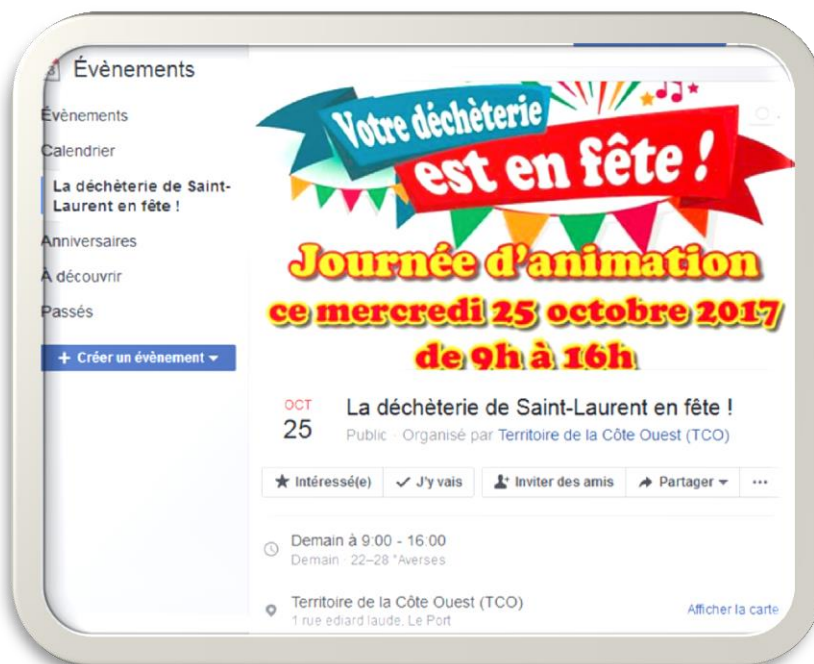 Évènements
Évènements
Calendrier
La déchèterie de Saint-
Laurent en fête !
Anniversaires
À découvrir
Passés
+ Créer un évènement
Votre déchèterie
est en fête !
Journée d'animation
ce mercredi 25 octobre 2017
de 9h à 16h
OCT
25
La déchèterie de Saint-Laurent en fête !
Public · Organisé par Territoire de la Côte Ouest (TCO)
Intéressé(e)
J'y vais
Inviter des amis
Partager
Demain à 9:00 - 16:00
Demain · 22–28 °Averses
Territoire de la Côte Ouest (TCO)
1 rue ediard laude, Le Port
Afficher la carte